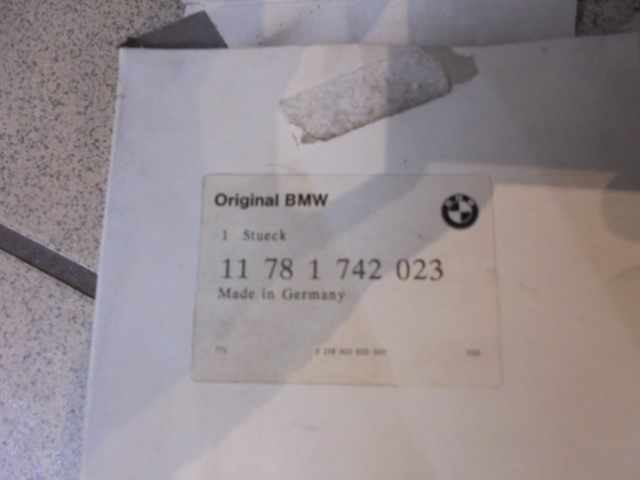 Original BMW
1 Stueck
11 78 1 742 023
Made in Germany